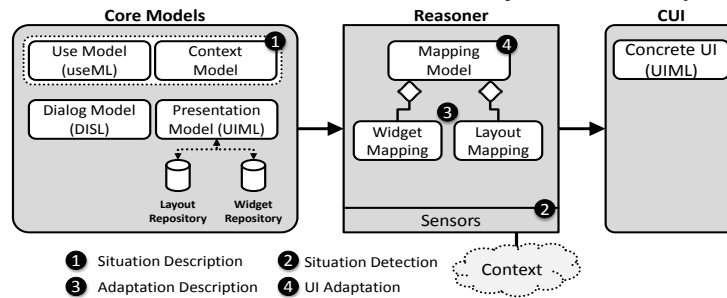 Core Models
Reasoner
CUI
1
Use Model
(useML)
Context
Model
Dialog Model
(DISL)
Presentation
Model (UIML)
Layout
Repository
Widget
Repository
4
Mapping
Model
3
Widget
Mapping
Layout
Mapping
2
Sensors
Context
Concrete UI
(UIML)
1 Situation Description
2 Situation Detection
3 Adaptation Description
4 UI Adaptation